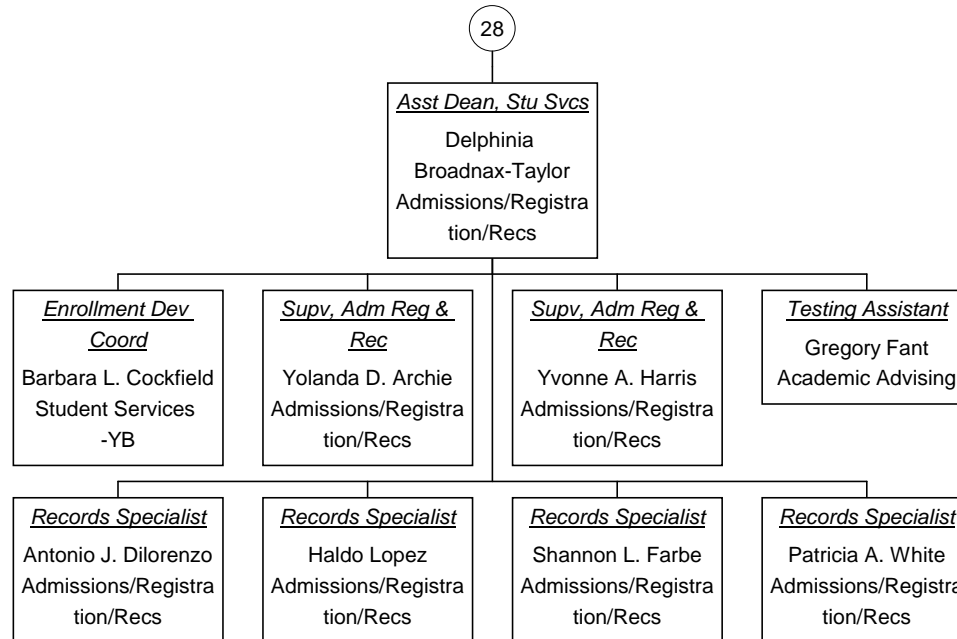 28
Asst Dean, Stu Svcs
Delphinia
Broadnax-Taylor
Admissions/Registra
tion/Recs
Enrollment Dev
Coord
Barbara L. Cockfield
Student Services
-YB
Supv, Adm Reg &
Rec
Yolanda D. Archie
Admissions/Registra
tion/Recs
Supv, Adm Reg &
Rec
Yvonne A. Harris
Admissions/Registra
tion/Recs
Testing Assistant
Gregory Fant
Academic Advising
Records Specialist
Antonio J. Dilorenzo
Admissions/Registra
tion/Recs
Records Specialist
Haldo Lopez
Admissions/Registra
tion/Recs
Records Specialist
Shannon L. Farbe
Admissions/Registra
tion/Recs
Records Specialist
Patricia A. White
Admissions/Registra
tion/Recs